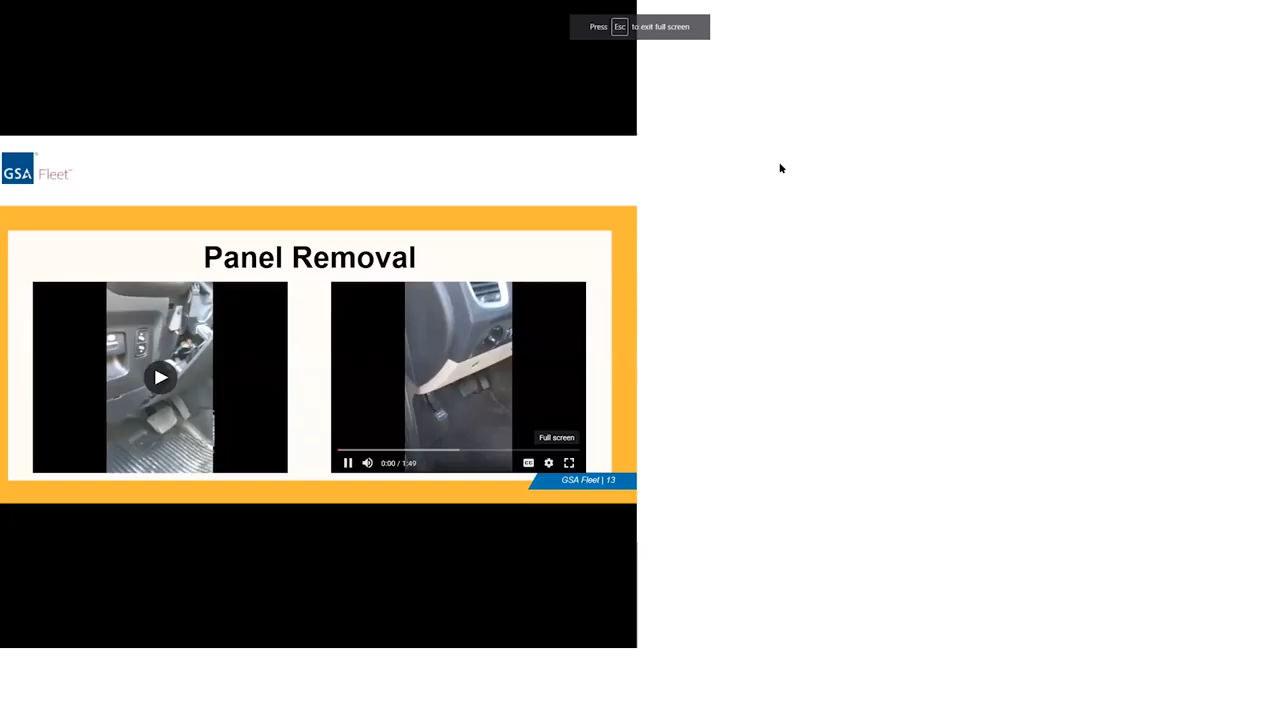 Press Esc to exit full screen
GSA
Fleet
Panel Removal
Full screen
0:00 / 1:49
CC
GSA Fleet | 13